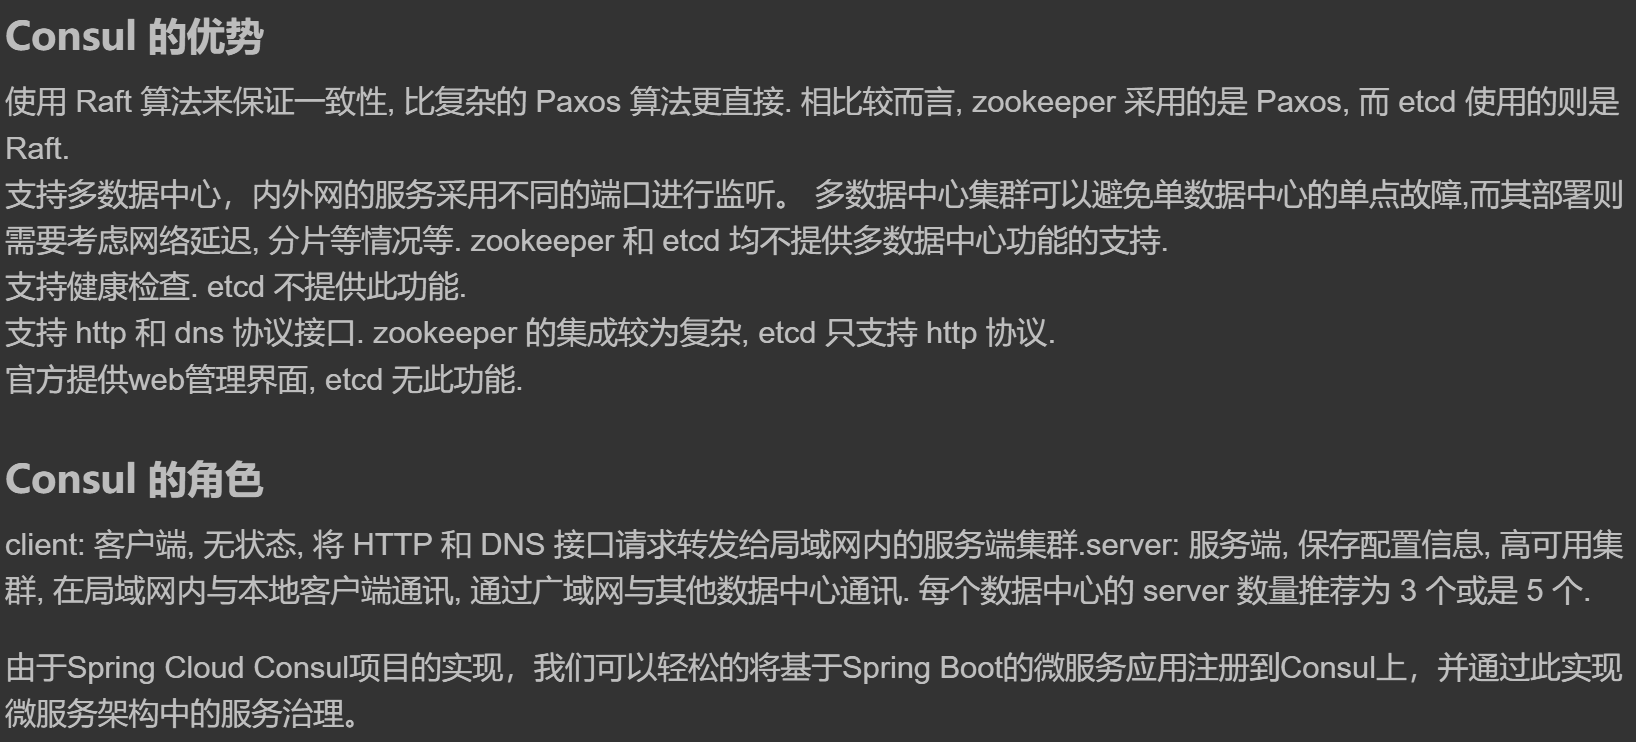 Consul 的优势
使用 Raft 算法来保证一致性, 比复杂的 Paxos 算法更直接. 相比较而言, zookeeper 采用的是 Paxos, 而 etcd 使用的则是
Raft.
支持多数据中心，内外网的服务采用不同的端口进行监听。 多数据中心集群可以避免单数据中心的单点故障,而其部署则
需要考虑网络延迟, 分片等情况等. zookeeper 和 etcd 均不提供多数据中心功能的支持.
支持健康检查. etcd 不提供此功能.
支持 http 和 dns 协议接口. zookeeper 的集成较为复杂, etcd 只支持 http 协议.
官方提供web管理界面, etcd 无此功能.
Consul 的角色
client: 客户端, 无状态, 将 HTTP 和 DNS 接口请求转发给局域网内的服务端集群.server: 服务端, 保存配置信息, 高可用集
群, 在局域网内与本地客户端通讯, 通过广域网与其他数据中心通讯. 每个数据中心的 server 数量推荐为 3 个或是 5 个.
由于Spring Cloud Consul项目的实现，我们可以轻松的将基于Spring Boot的微服务应用注册到Consul上，并通过此实现
微服务架构中的服务治理。